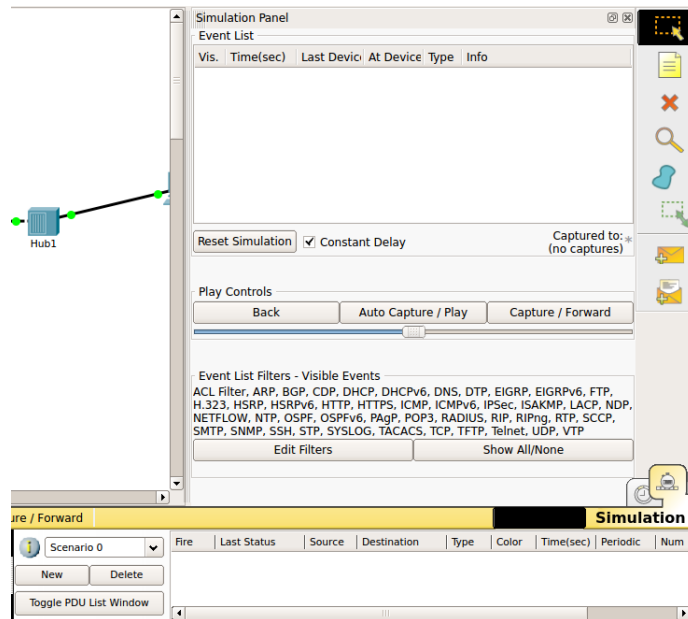 Simulation Panel
Event List
Vis. Time(sec) Last Devic At Device Type Info
Hub1
Reset Simulation Constant Delay Captured to: *
(no captures)
Play Controls
Back Auto Capture / Play Capture / Forward
Event List Filters - Visible Events
ACL Filter, ARP, BGP, CDP, DHCP, DHCPv6, DNS, DTP, EIGRP, EIGRPv6, FTP,
H.323, HSRP, HSRPv6, HTTP, HTTPS, ICMP, ICMPv6, IPSec, ISAKMP, LACP, NDP,
NETFLOW, NTP, OSPF, OSPFv6, PAgP, POP3, RADIUS, RIP, RIPng, RTP, SCCP,
SMTP, SNMP, SSH, STP, SYSLOG, TACACS, TCP, TFTP, Telnet, UDP, VTP
Edit Filters Show All/None
ure / Forward Simulation
i Scenario 0 Fire Last Status Source Destination Type Color Time(sec) Periodic Num
New Delete
Toggle PDU List Window